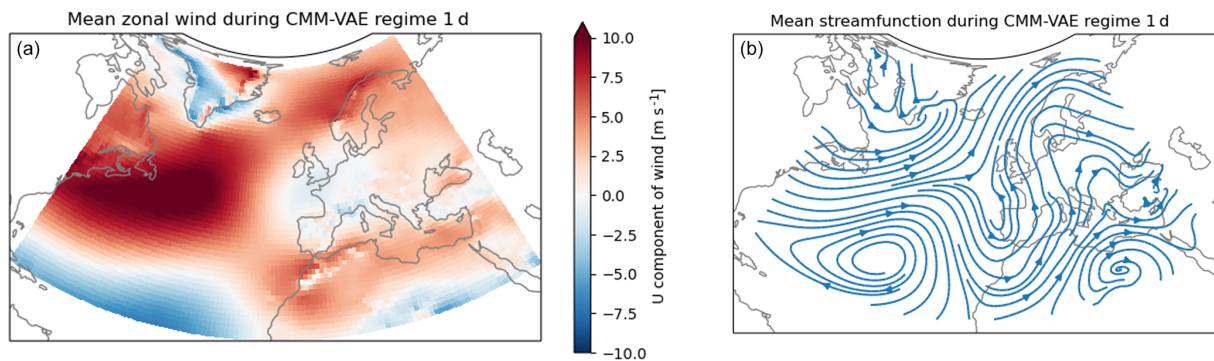 Mean zonal wind during CMM-VAE regime 1 d
(a)
10.0
7.5
5.0
2.5
0.0
−2.5
−5.0
−7.5
−10.0
U component of wind [m s⁻¹]
Mean streamfunction during CMM-VAE regime 1 d
(b)